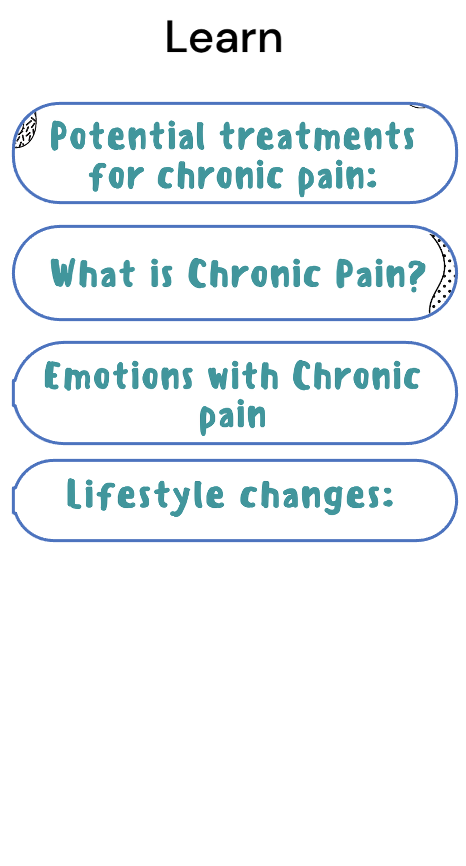 Learn
Potential treatments
for chronic pain:
What is Chronic Pain?
Emotions with Chronic
pain
Lifestyle changes: